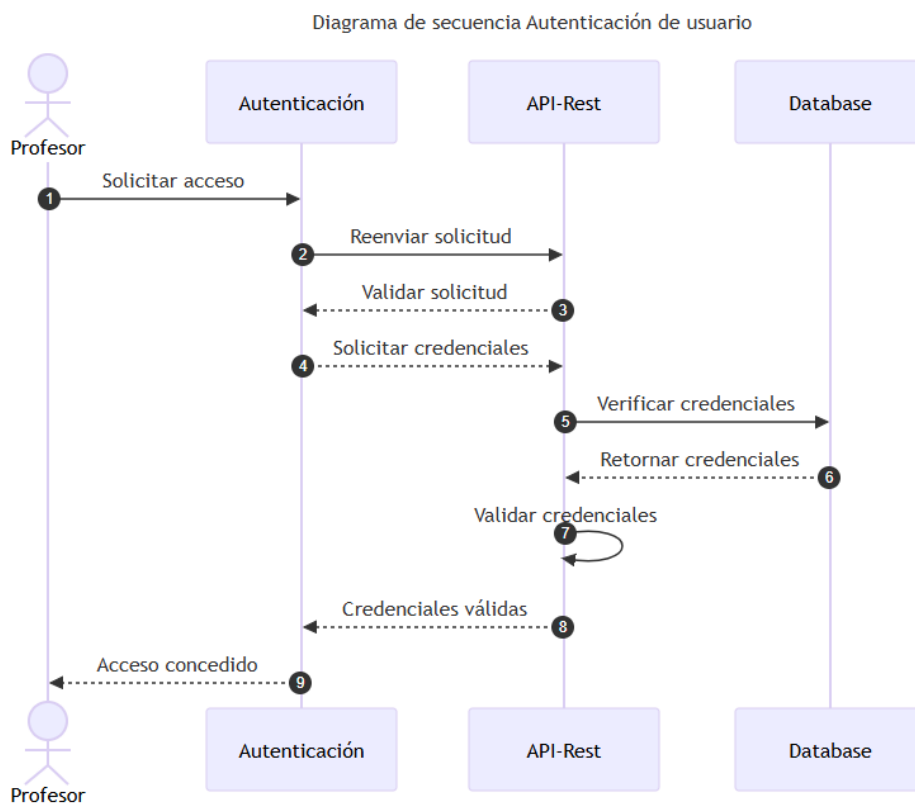 Diagrama de secuencia Autenticación de usuario
Profesor
Autenticación
API-Rest
Database
1 Solicitar acceso
2 Reenviar solicitud
Validar solicitud 3
4 Solicitar credenciales
5 Verificar credenciales
Retornar credenciales 6
Validar credenciales
7
Credenciales válidas 8
Acceso concedido 9
Profesor
Autenticación
API-Rest
Database